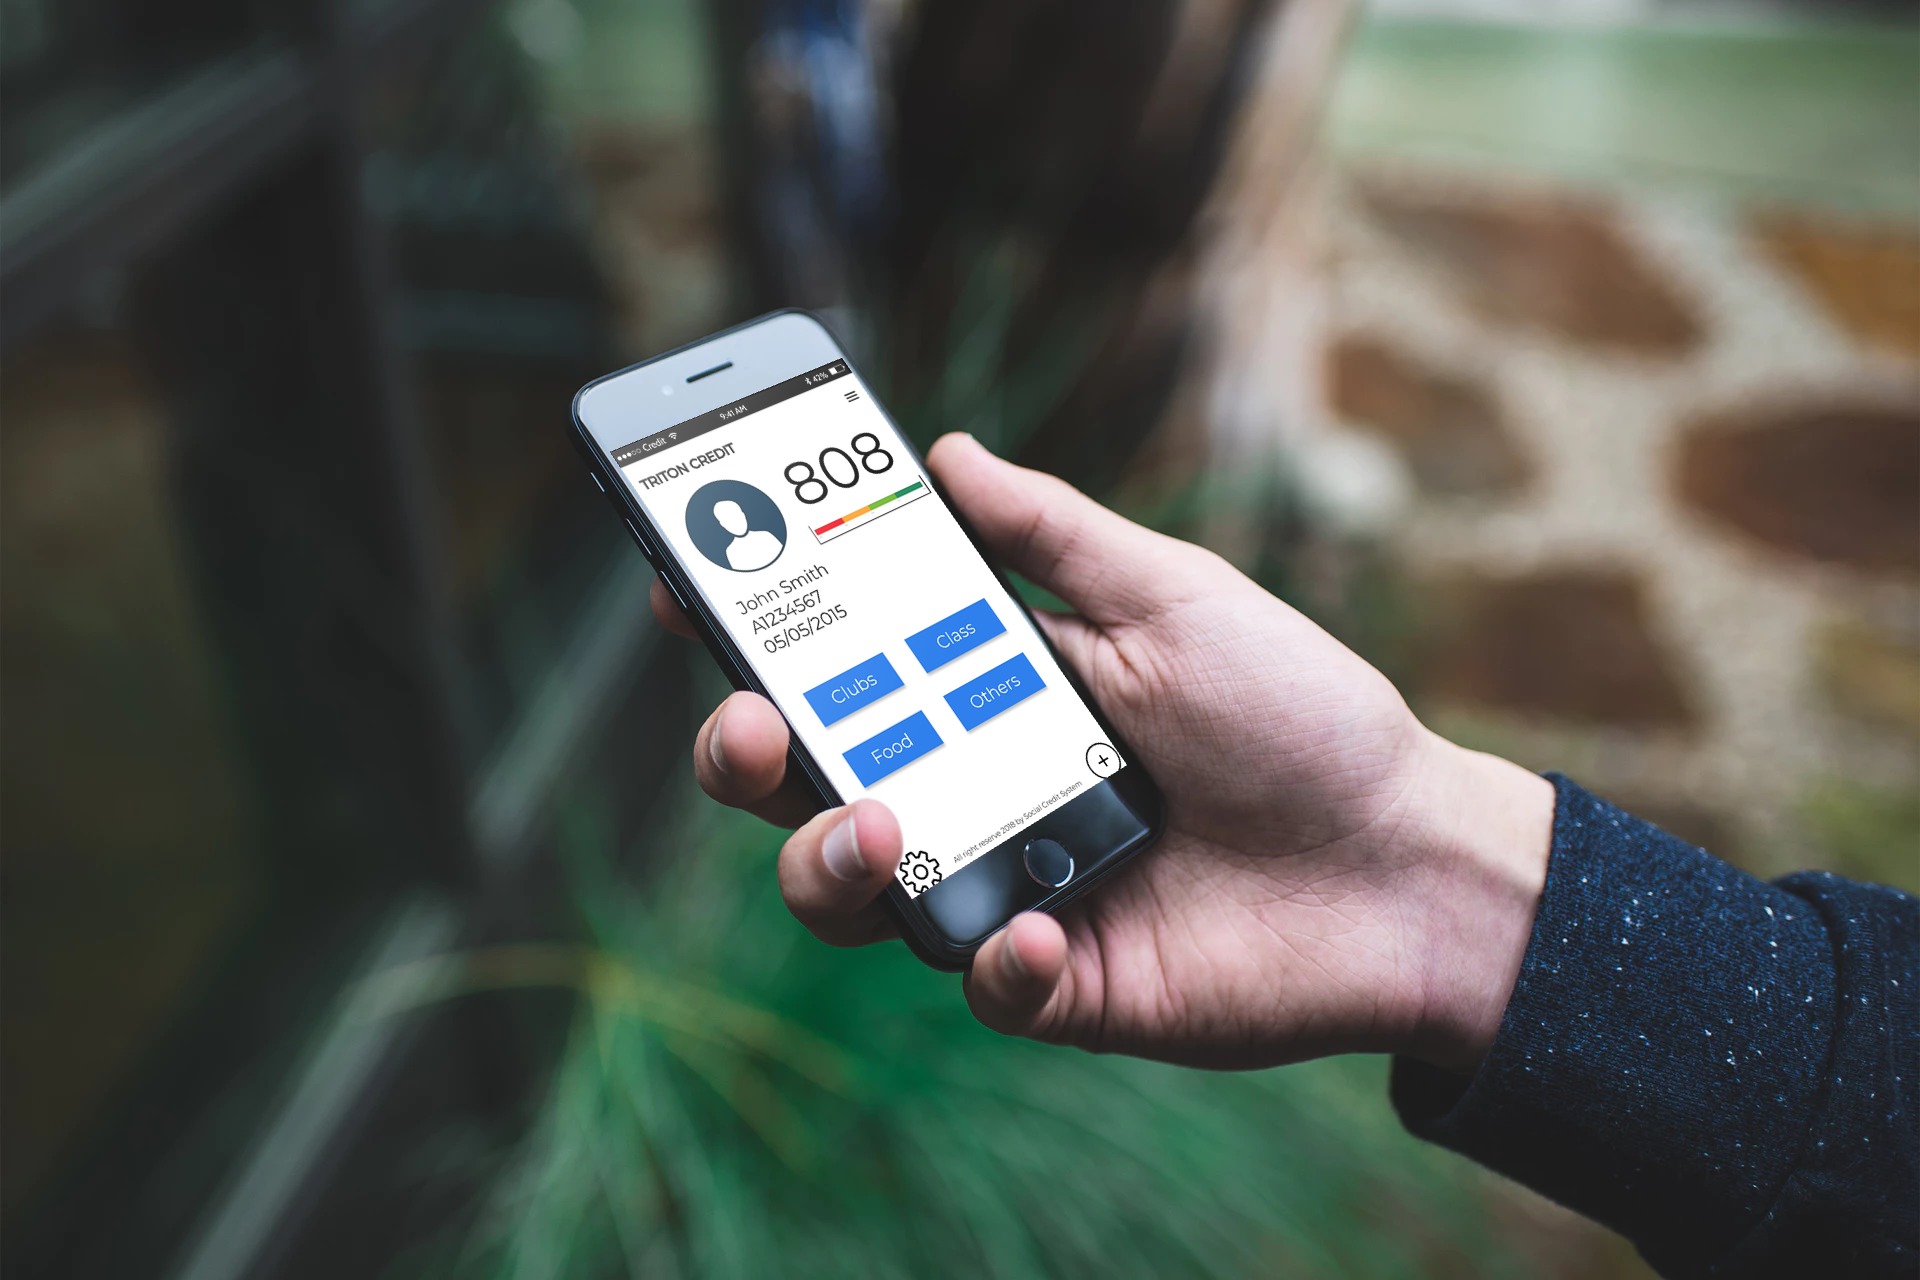 Credit 9:41 AM 42%
TRITON CREDIT
808
John Smith
A1234567
05/05/2015
Clubs Class
Food Others
All right reserve 2018 by Social Credit System